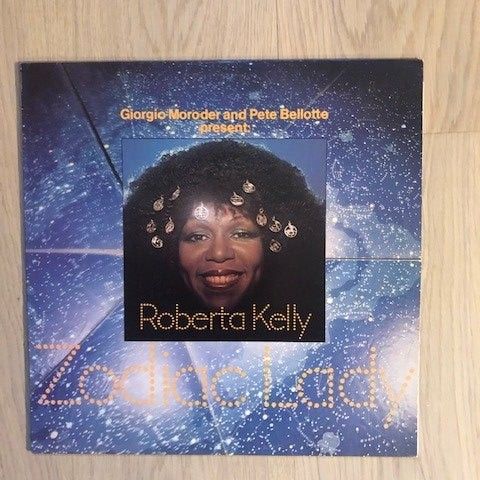 Giorgio Moroder and Pete Bellotte
present:
Roberta Kelly
Zodiac Lady